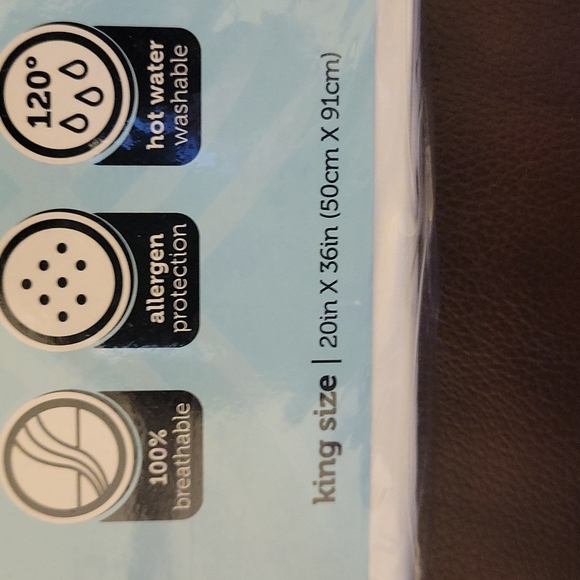 100%
breathable
allergen
protection
120°
hot water
washable
king size | 20in X 36in (50cm X 91cm)